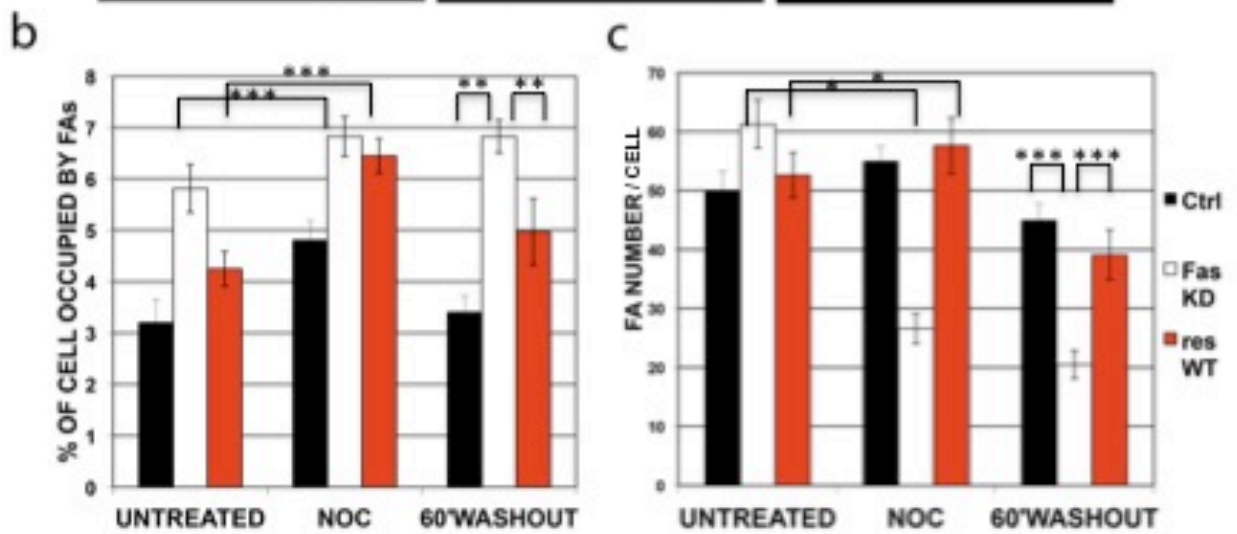 b
% OF CELL OCCUPIED BY FAs
8
7
6
5
4
3
2
1
0
***
***
**
**
UNTREATED
NOC
60'WASHOUT
c
FA NUMBER / CELL
70
60
50
40
30
20
10
0
*
*
***
***
UNTREATED
NOC
60'WASHOUT
Ctrl
Fas
KD
res
WT